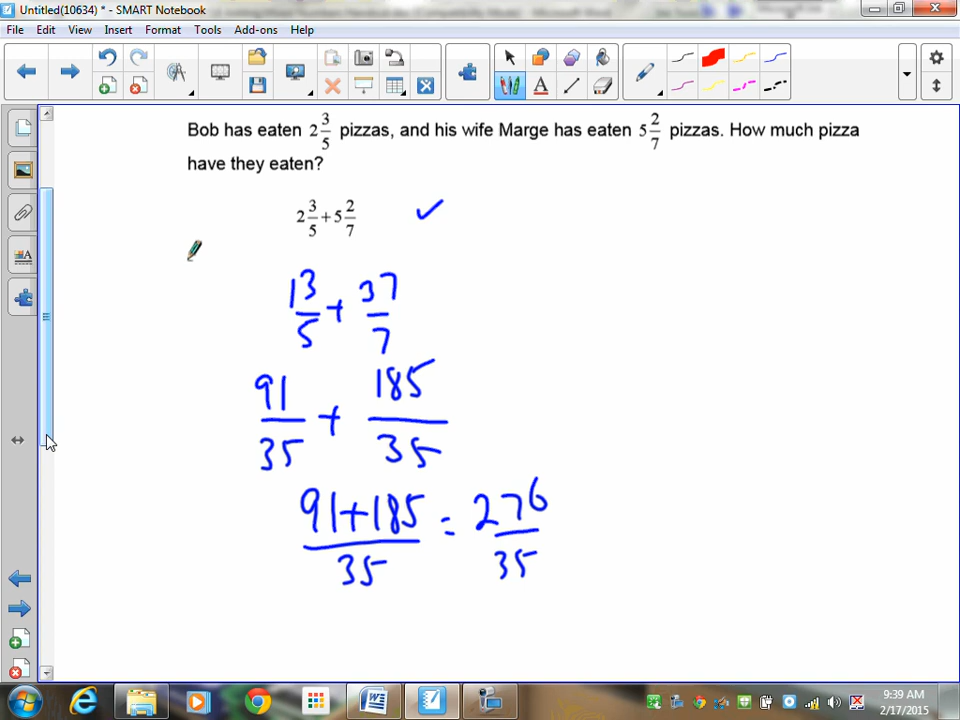 Untitled(10634) * - SMART Notebook
File Edit View Insert Format Tools Add-ons Help
Bob has eaten 2 3/5 pizzas, and his wife Marge has eaten 5 2/7 pizzas. How much pizza
have they eaten?
2 3/5 + 5 2/7 ✓
13/5 + 37/7
91/35 + 185/35
91+185/35 = 276/35
9:39 AM
2/17/2015